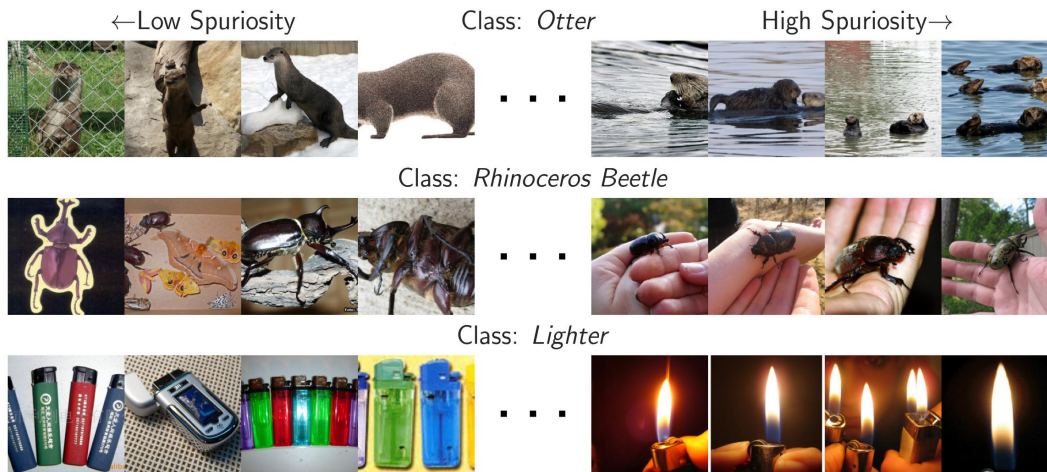 ←Low Spuriosity
Class: Otter
High Spuriosity→
Class: Rhinoceros Beetle
Class: Lighter